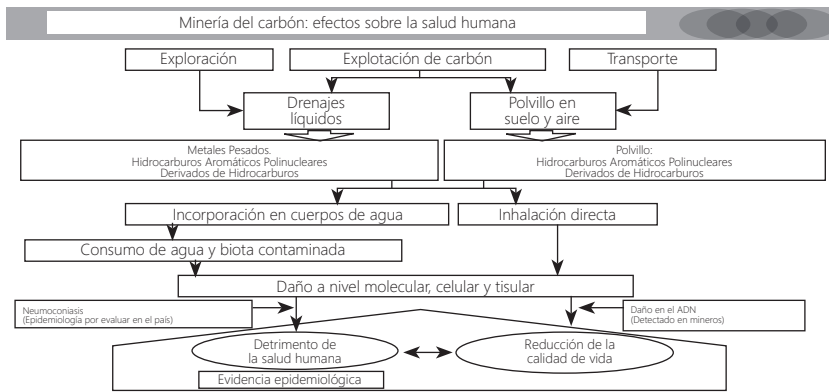 Minería del carbón: efectos sobre la salud humana
Exploración
Explotación de carbón
Transporte
Drenajes
líquidos
Polvillo en
suelo y aire
Metales Pesados.
Hidrocarburos Aromáticos Polinucleares
Derivados de Hidrocarburos
Polvillo:
Hidrocarburos Aromáticos Polinucleares
Derivados de Hidrocarburos
Incorporación en cuerpos de agua
Inhalación directa
Consumo de agua y biota contaminada
Daño a nivel molecular, celular y tisular
Neumoconiasis
(Epidemiología por evaluar en el país)
Daño en el ADN
(Detectado en mineros)
Detrimento de
la salud humana
Reducción de la
calidad de vida
Evidencia epidemiológica